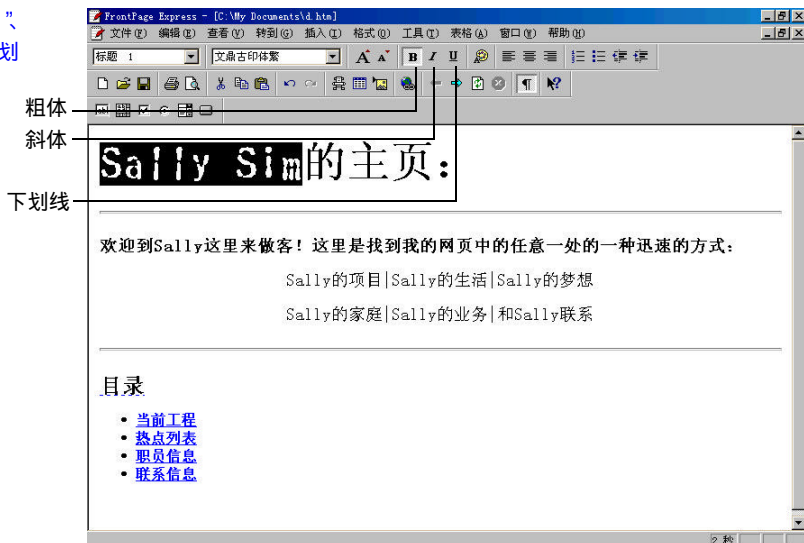 ”、
划
FrontPage Express - [C:\My Documents\d.htm]
文件(F) 编辑(E) 查看(V) 转到(G) 插入(I) 格式(O) 工具(T) 表格(A) 窗口(W) 帮助(H)
标题 1 文鼎古印体繁 A A B I U
粗体
斜体
下划线
Sally Sim的主页：
欢迎到Sally这里来做客！这里是找到我的网页中的任意一处的一种迅速的方式：
Sally的项目|Sally的生活|Sally的梦想
Sally的家庭|Sally的业务|和Sally联系
目录
• 当前工程
• 热点列表
• 职员信息
• 联系信息
2 秒